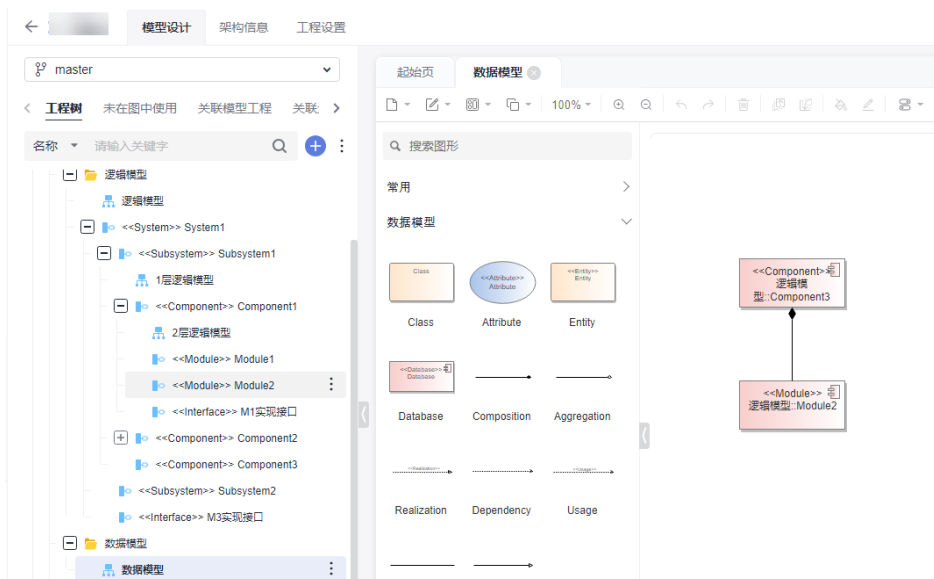 模型设计 架构信息 工程设置
master
起始页 数据模型
工程树 未在图中使用 关联模型工程 关联
100%
名称 请输入关键字
搜索图形
逻辑模型
逻辑模型
<<System>> System1
<<Subsystem>> Subsystem1
1层逻辑模型
<<Component>> Component1
2层逻辑模型
<<Module>> Module1
<<Module>> Module2
<<Interface>> M1实现接口
<<Component>> Component2
<<Component>> Component3
<<Subsystem>> Subsystem2
<<Interface>> M3实现接口
数据模型
数据模型
常用
数据模型
Class
<<Attribute>>
Attribute
<<Entity>>
Entity
Class Attribute Entity
<<Database>>
Database
Database Composition Aggregation
<<Realization>>
<<Usage>>
Realization Dependency Usage
<<Component>>
逻辑模
型::Component3
<<Module>>
逻辑模型::Module2